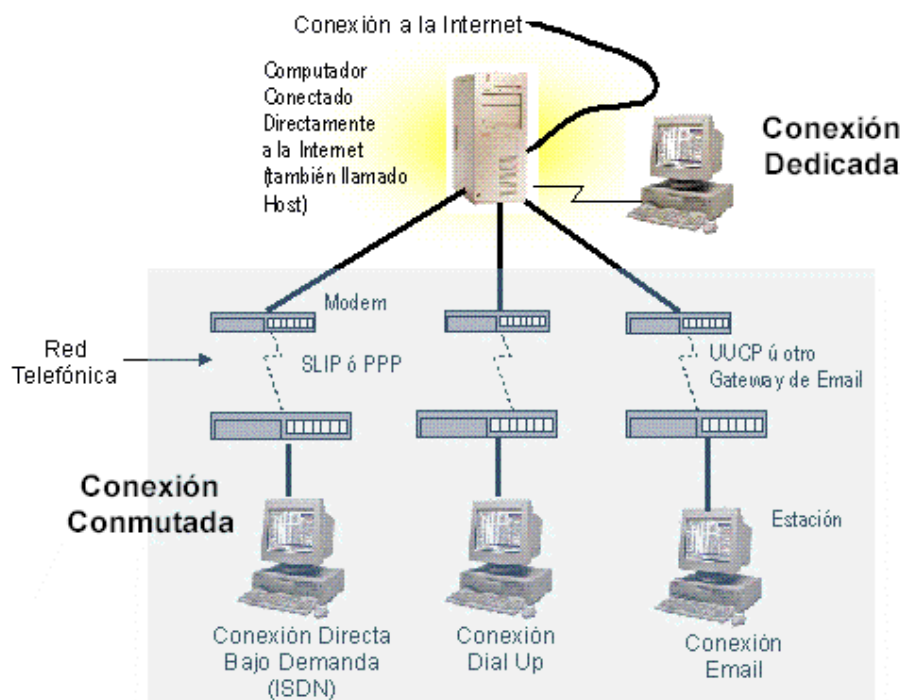 Conexión a la Internet
Computador
Conectado
Directamente
a la Internet
(también llamado
Host)
Conexión
Dedicada
Modem
Red
Telefónica
SLIP ó PPP
UUCP ú otro
Gateway de Email
Conexión
Conmutada
Estación
Conexión Directa
Bajo Demanda
(ISDN)
Conexión
Dial Up
Conexión
Email